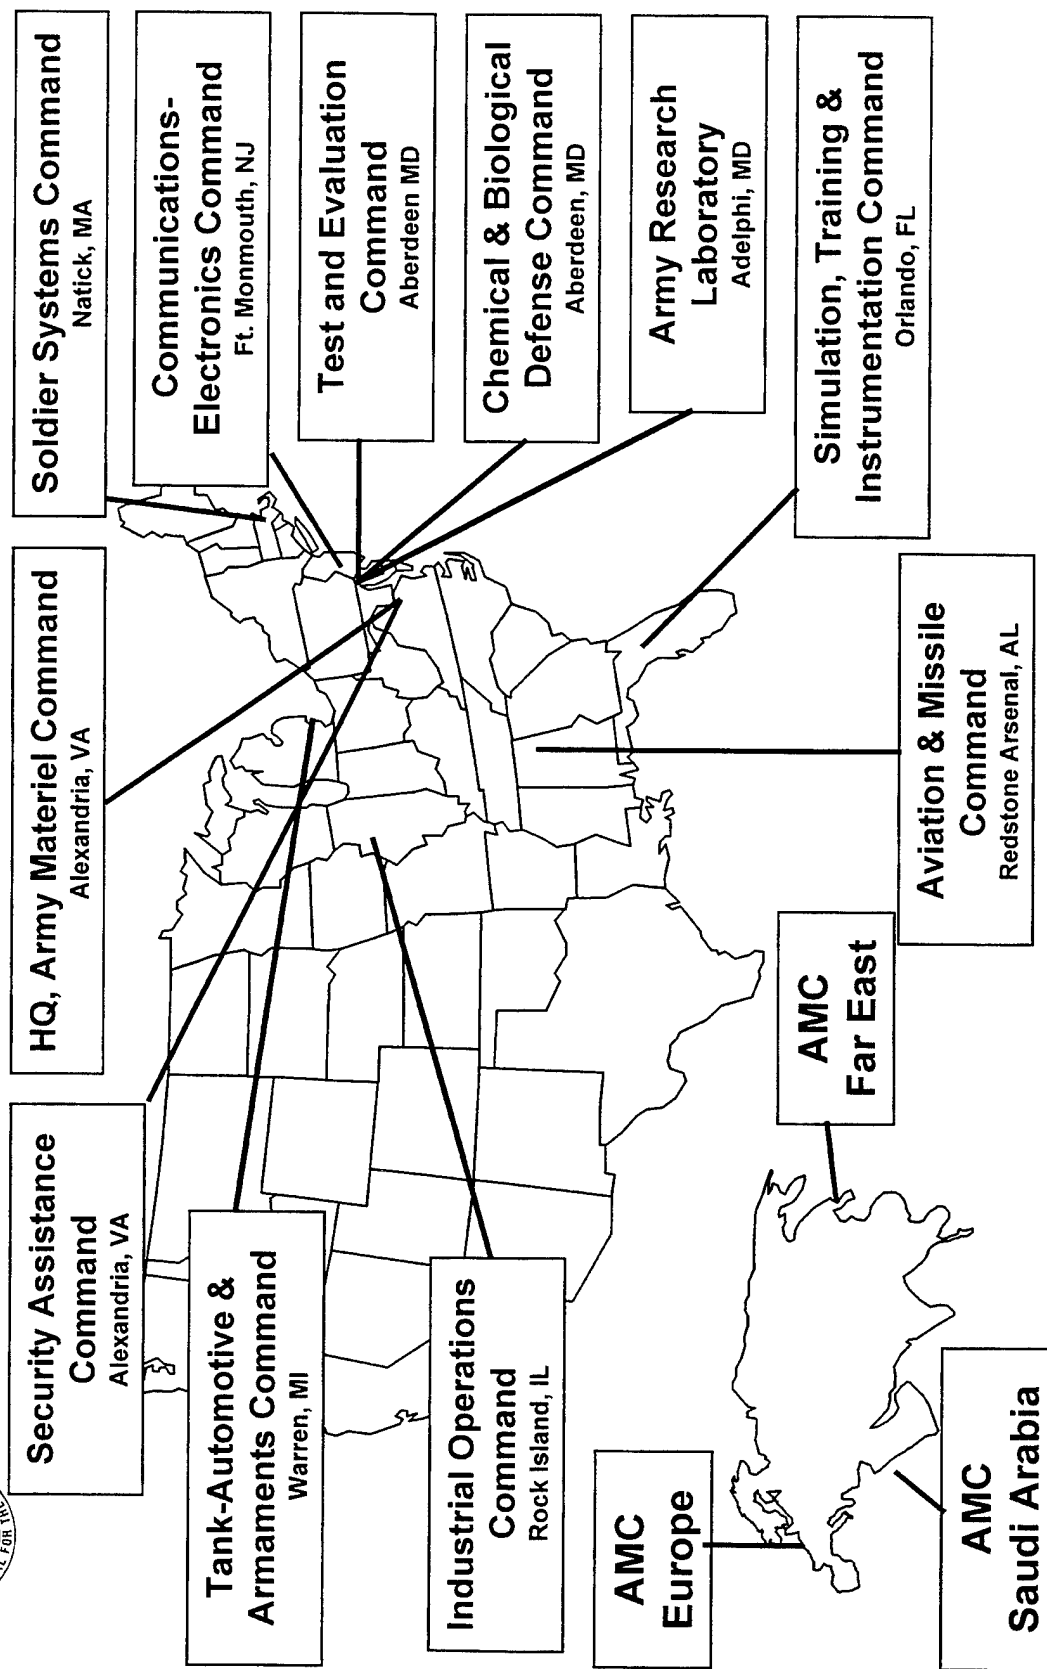 IL FOR THE
Security Assistance
Command
Alexandria, VA
HQ, Army Materiel Command
Alexandria, VA
Soldier Systems Command
Natick, MA
Communications-
Electronics Command
Ft. Monmouth, NJ
Test and Evaluation
Command
Aberdeen MD
Chemical & Biological
Defense Command
Aberdeen, MD
Army Research
Laboratory
Adelphi, MD
Simulation, Training &
Instrumentation Command
Orlando, FL
Tank-Automotive &
Armaments Command
Warren, MI
Industrial Operations
Command
Rock Island, IL
AMC
Europe
AMC
Saudi Arabia
AMC
Far East
Aviation & Missile
Command
Redstone Arsenal, AL